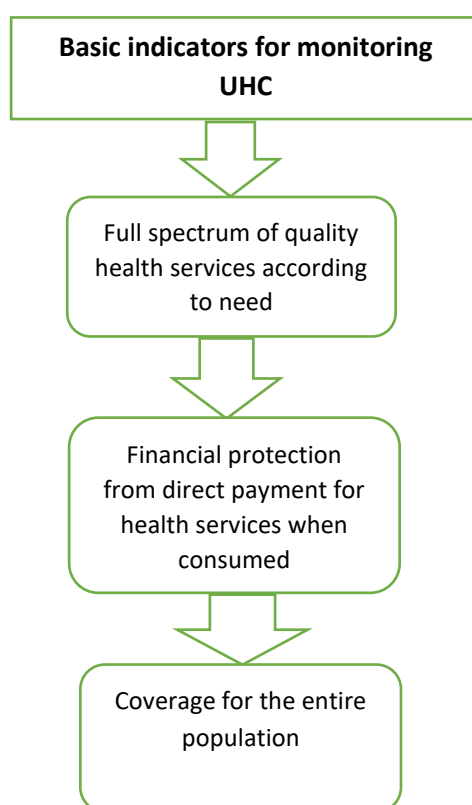 Basic indicators for monitoring
UHC
Full spectrum of quality
health services according
to need
Financial protection
from direct payment for
health services when
consumed
Coverage for the entire
population